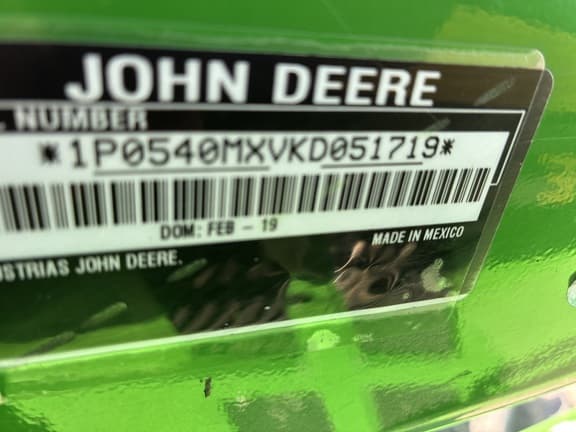 JOHN DEERE
L NUMBER
*1P0540MXVKD051719*
DOM: FEB - 19
MADE IN MEXICO
USTRIAS JOHN DEERE.